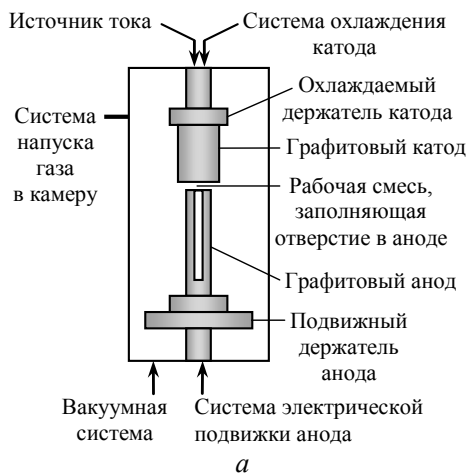 Источник тока
Система охлаждения
катода
Охлаждаемый
держатель катода
Система
напуска
газа
в камеру
Графитовый катод
Рабочая смесь,
заполняющая
отверстие в аноде
Графитовый анод
Подвижный
держатель
анода
Вакуумная
система
Система электрической
подвижки анода
а